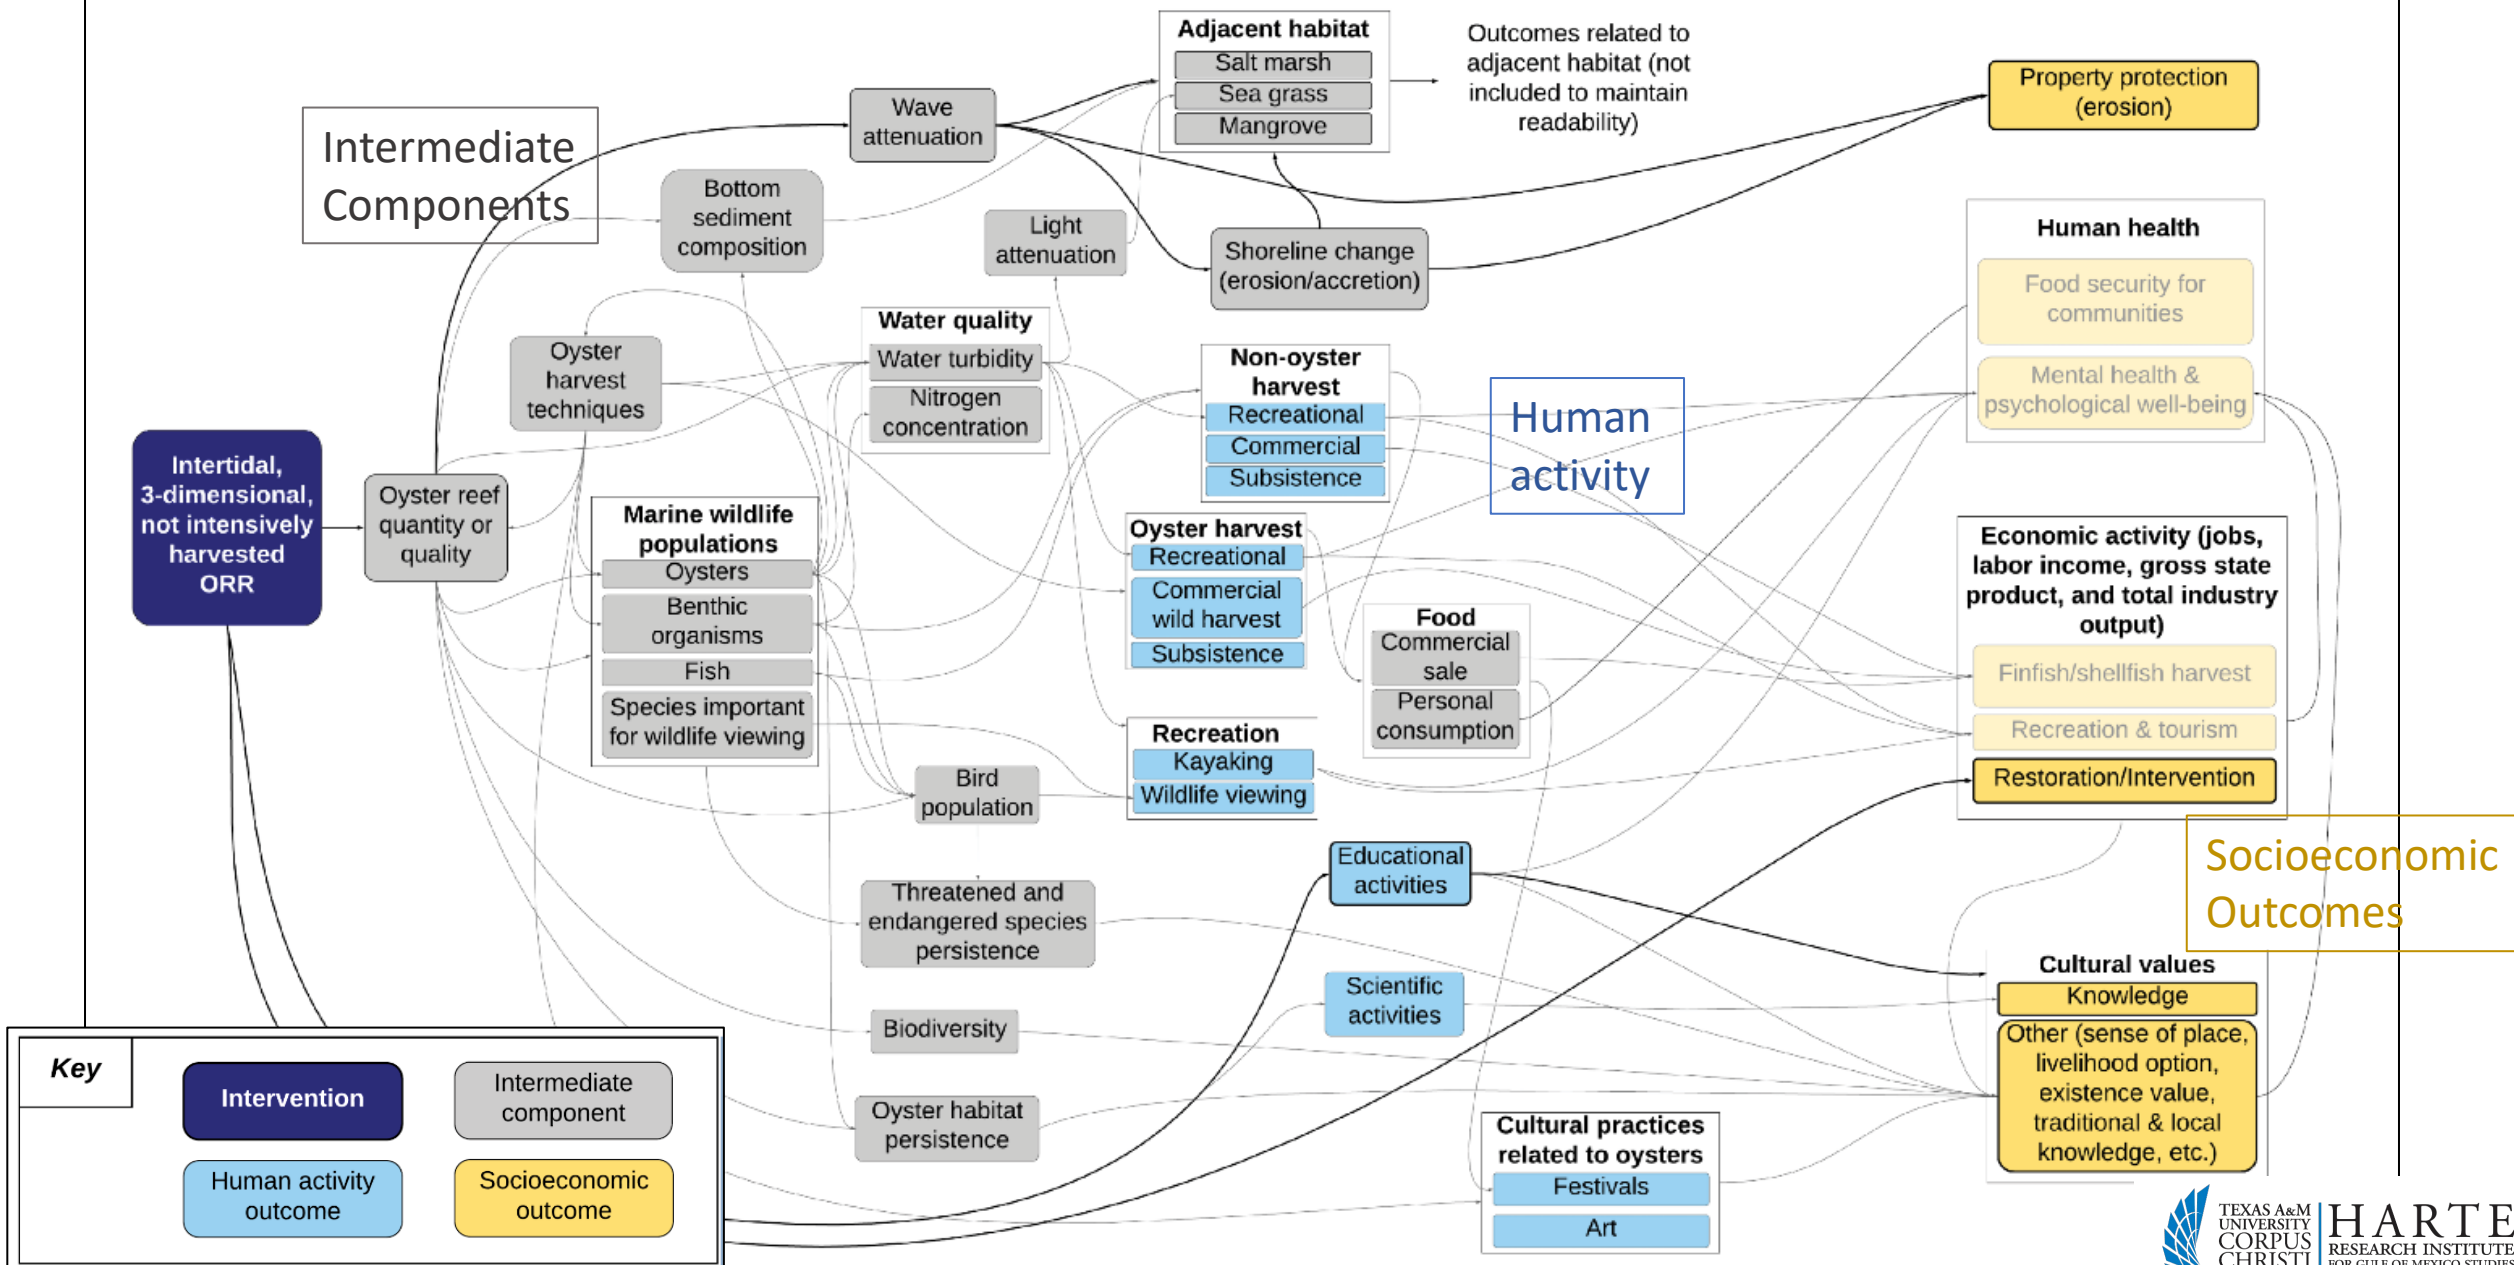 Adjacent habitat
Salt marsh
Sea grass
Mangrove
Outcomes related to
adjacent habitat (not
included to maintain
readability)
Property protection
(erosion)
Wave
attenuation
Intermediate
Components
Bottom
sediment
composition
Light
attenuation
Shoreline change
(erosion/accretion)
Human health
Food security for
communities
Mental health &
psychological well-being
Oyster
harvest
techniques
Water quality
Water turbidity
Nitrogen
concentration
Non-oyster
harvest
Recreational
Commercial
Subsistence
Human
activity
Intertidal,
3-dimensional,
not intensively
harvested
ORR
Oyster reef
quantity or
quality
Marine wildlife
populations
Oysters
Benthic
organisms
Fish
Species important
for wildlife viewing
Oyster harvest
Recreational
Commercial
wild harvest
Subsistence
Food
Commercial
sale
Personal
consumption
Economic activity (jobs,
labor income, gross state
product, and total industry
output)
Finfish/shellfish harvest
Recreation & tourism
Restoration/Intervention
Recreation
Kayaking
Wildlife viewing
Bird
population
Educational
activities
Socioeconomic
Outcomes
Threatened and
endangered species
persistence
Scientific
activities
Biodiversity
Oyster habitat
persistence
Cultural values
Knowledge
Other (sense of place,
livelihood option,
existence value,
traditional & local
knowledge, etc.)
Cultural practices
related to oysters
Festivals
Art
Key
Intervention
Intermediate
component
Human activity
outcome
Socioeconomic
outcome
TEXAS A&M
UNIVERSITY
CORPUS
CHRISTI
HARTE
RESEARCH INSTITUTE
FOR GULF OF MEXICO STUDIES